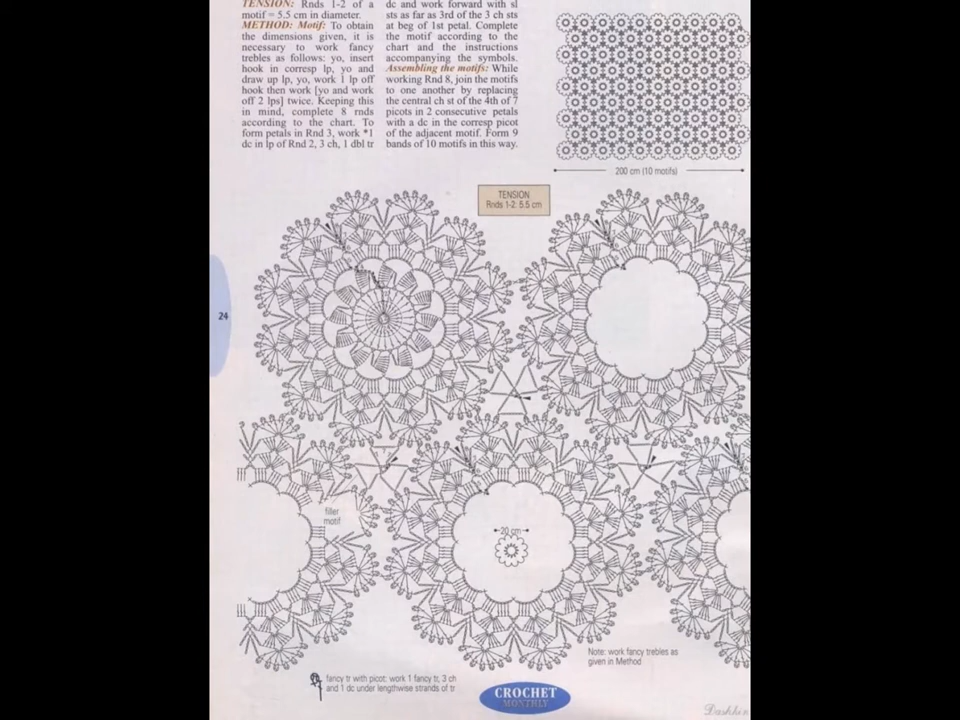 TENSION: Rnds 1-2 of a
motif = 5.5 cm in diameter.
METHOD: Motif: To obtain
the dimensions given, it is
necessary to work fancy
trebles as follows: yo, insert
hook in corresp lp, yo and
draw up lp, yo, work 1 lp off
hook then work [yo and work
off 2 lps] twice. Keeping this
in mind, complete 8 rnds
according to the chart. To
form petals in Rnd 3, work *1
dc in lp of Rnd 2, 3 ch, 1 dbl tr
dc and work forward with sl
sts as far as 3rd of the 3 ch sts
at beg of 1st petal. Complete
the motif according to the
chart and the instructions
accompanying the symbols.
Assembling the motifs: While
working Rnd 8, join the motifs
to one another by replacing
the central ch st of the 4th of 7
picots in 2 consecutive petals
with a dc in the corresp picot
of the adjacent motif. Form 9
bands of 10 motifs in this way.
200 cm (10 motifs)
TENSION
Rnds 1-2: 5.5 cm
24
filler
motif
20 cm
Note: work fancy trebles as
given in Method
fancy tr with picot: work 1 fancy tr, 3 ch
and 1 dc under lengthwise strands of tr
CROCHET
MONTHLY